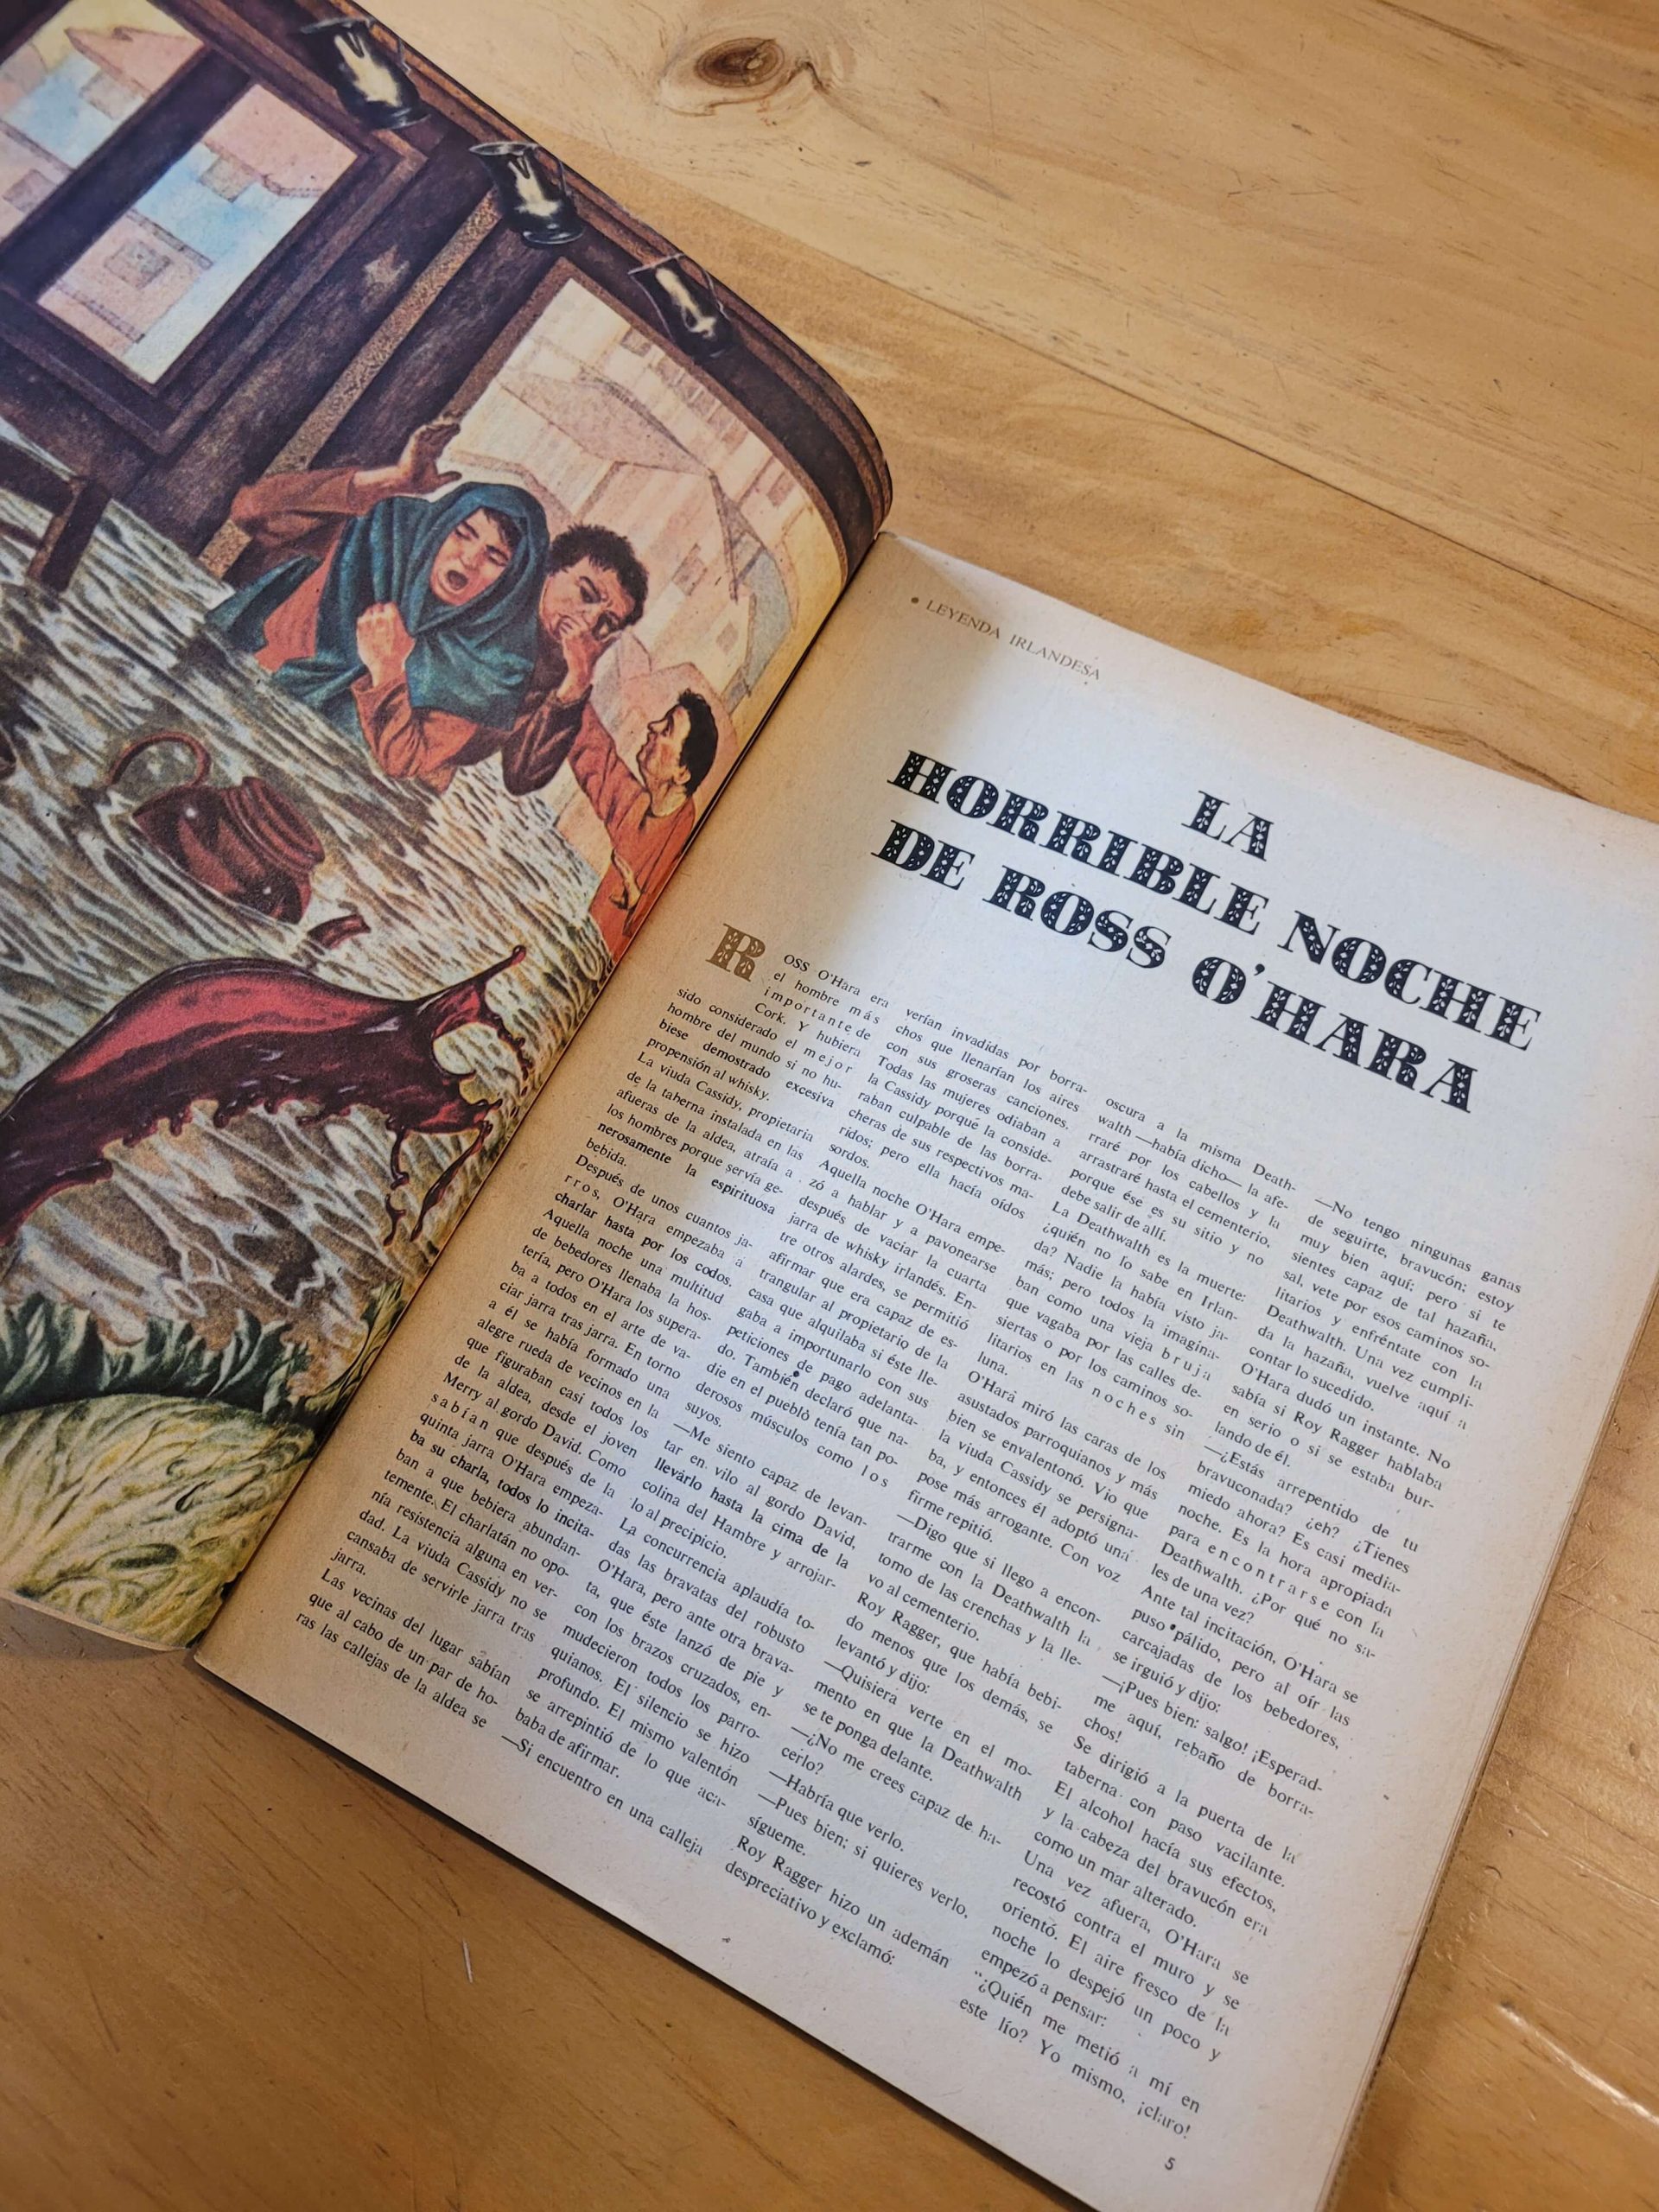 • LEYENDA IRLANDESA
LA
HORRIBLE NOCHE
DE ROSS O'HARA
ROSS O'Hara era
el hombre más
importante de
Cork. Y hubiera
sido considerado el mejor
hombre del mundo si no hu-
biese demostrado excesiva
propensión al whisky.
La viuda Cassidy, propietaria
de la taberna instalada en las
afueras de la aldea, atraía a
los hombres porque servía ge-
nerosamente la espirituosa
bebida.
Después de unos cuantos ja-
rros, O'Hara empezaba a
charlar hasta por los codos.
Aquella noche una multitud
de bebedores llenaba la hos-
tería, pero O'Hara los supera-
ba a todos en el arte de va-
ciar jarra tras jarra. En torno
a él se había formado una
alegre rueda de vecinos en la
que figuraban casi todos los
de la aldea, desde el joven
Merry al gordo David. Como
sabían que después de la
quinta jarra O'Hara empeza-
ba su charla, todos lo incita-
ban a que bebiera abundan-
temente. El charlatán no opo-
nía resistencia alguna en ver-
dad. La viuda Cassidy no se
cansaba de servirle jarra tras
jarra.
Las vecinas del lugar sabían
que al cabo de un par de ho-
ras las callejas de la aldea se
verían invadidas por borra-
chos que llenarían los aires
con sus groseras canciones.
Todas las mujeres odiaban a
la Cassidy porque la conside-
raban culpable de las borra-
cheras de sus respectivos ma-
ridos; pero ella hacía oídos
sordos.
Aquella noche O'Hara empe-
zó a hablar y a pavonearse
después de vaciar la cuarta
jarra de whisky irlandés. En-
tre otros alardes, se permitió
afirmar que era capaz de es-
trangular al propietario de la
casa que alquilaba si éste lle-
gaba a importunarlo con sus
peticiones de pago adelanta-
do. También declaró que na-
die en el pueblo tenía tan po-
derosos músculos como los
suyos.
—Me siento capaz de levan-
tar en vilo al gordo David,
llevarlo hasta la cima de la
colina del Hambre y arrojar-
lo al precipicio.
La concurrencia aplaudía to-
das las bravatas del robusto
O'Hara, pero ante otra brava-
ta, que éste lanzó de pie y
con los brazos cruzados, en-
mudecieron todos los parro-
quianos. El silencio se hizo
profundo. El mismo valentón
se arrepintió de lo que aca-
baba de afirmar.
—Si encuentro en una calleja
oscura a la misma Death-
walth —había dicho— la afe-
rraré por los cabellos y la
arrastraré hasta el cementerio,
porque ése es su sitio y no
debe salir de allí.
La Deathwalth es la muerte:
¿quién no lo sabe en Irlan-
da? Nadie la había visto ja-
más; pero todos la imagina-
ban como una vieja bruja
que vagaba por las calles de-
siertas o por los caminos so-
litarios en las noches sin
luna.
O'Hara miró las caras de los
asustados parroquianos y más
bien se envalentonó. Vio que
la viuda Cassidy se persigna-
ba, y entonces él adoptó una
pose más arrogante. Con voz
firme repitió.
—Digo que si llego a encon-
trarme con la Deathwalth la
tomo de las crenchas y la lle-
vo al cementerio.
Roy Ragger, que había bebi-
do menos que los demás, se
levantó y dijo:
—Quisiera verte en el mo-
mento en que la Deathwalth
se te ponga delante.
—¿No me crees capaz de ha-
cerlo?
—Habría que verlo.
—Pues bien; si quieres verlo,
sígueme.
Roy Ragger hizo un ademán
despreciativo y exclamó:
—No tengo ningunas ganas
de seguirte, bravucón; estoy
muy bien aquí; pero si te
sientes capaz de tal hazaña,
sal, vete por esos caminos so-
litarios y enfréntate con la
Deathwalth. Una vez cumpli-
da la hazaña, vuelve aquí a
contar lo sucedido.
O'Hara dudó un instante. No
sabía si Roy Ragger hablaba
en serio o si se estaba bur-
lando de él.
—¿Estás arrepentido de tu
bravuconada? ¿eh? ¿Tienes
miedo ahora? Es casi media-
noche. Es la hora apropiada
para encontrarse con la
Deathwalth. ¿Por qué no sa-
les de una vez?
Ante tal incitación, O'Hara se
puso pálido, pero al oír las
carcajadas de los bebedores,
se irguió y dijo:
—¡Pues bien: salgo! ¡Esperad-
me aquí, rebaño de borra-
chos!
Se dirigió a la puerta de la
taberna con paso vacilante.
El alcohol hacía sus efectos,
y la cabeza del bravucón era
como un mar alterado.
Una vez afuera, O'Hara se
recostó contra el muro y se
orientó. El aire fresco de la
noche lo despejó un poco y
empezó a pensar:
"¿Quién me metió a mí en
este lío? Yo mismo, ¡claro!
5